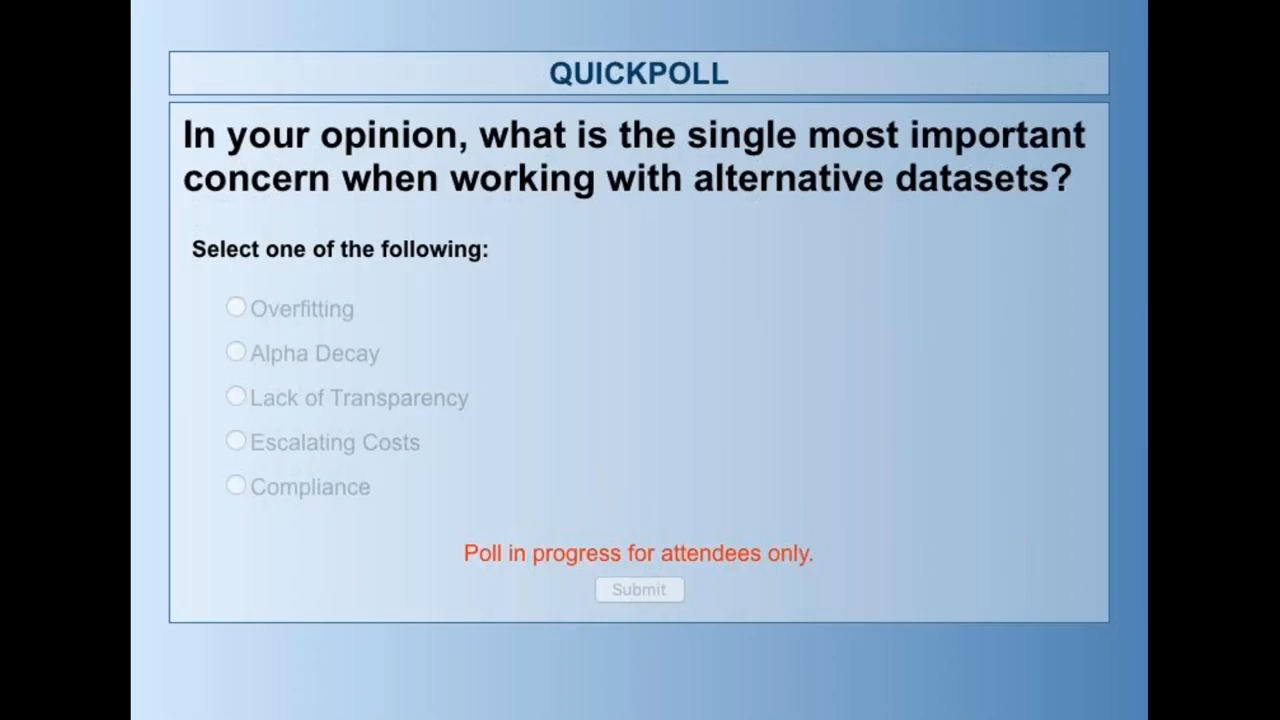 QUICKPOLL
In your opinion, what is the single most important
concern when working with alternative datasets?
Select one of the following:
Overfitting
Alpha Decay
Lack of Transparency
Escalating Costs
Compliance
Poll in progress for attendees only.
Submit